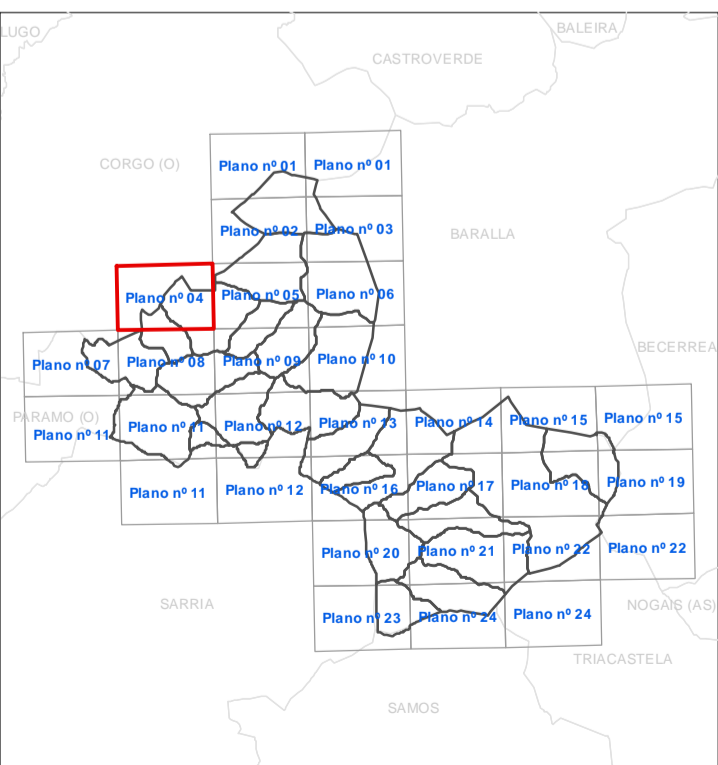 LUGO
BALEIRA
CASTROVERDE
CORGO (O)
Plano nº 01 Plano nº 01
Plano nº 02 Plano nº 03
BARALLA
Plano nº 04 Plano nº 05 Plano nº 06
BECERREA
Plano nº 07 Plano nº 08 Plano nº 09 Plano nº 10
PARAMO (O)
Plano nº 11 Plano nº 11 Plano nº 12 Plano nº 13 Plano nº 14 Plano nº 15 Plano nº 15
Plano nº 11 Plano nº 12 Plano nº 16 Plano nº 17 Plano nº 18 Plano nº 19
Plano nº 20 Plano nº 21 Plano nº 22 Plano nº 22
SARRIA
NOGAIS (AS)
Plano nº 23 Plano nº 24 Plano nº 24
TRIACASTELA
SAMOS